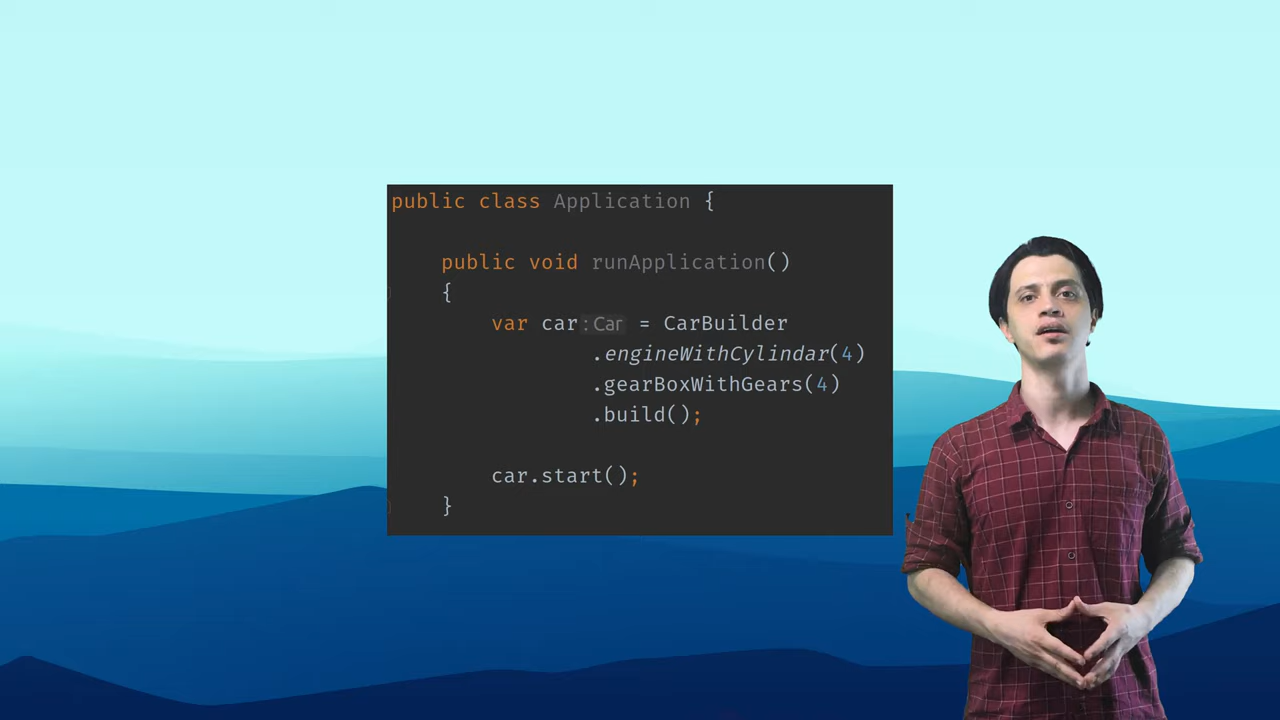 public class Application {
public void runApplication()
{
var car : Car = CarBuilder
.engineWithCylindar(4)
.gearBoxWithGears(4)
.build();
car.start();
}